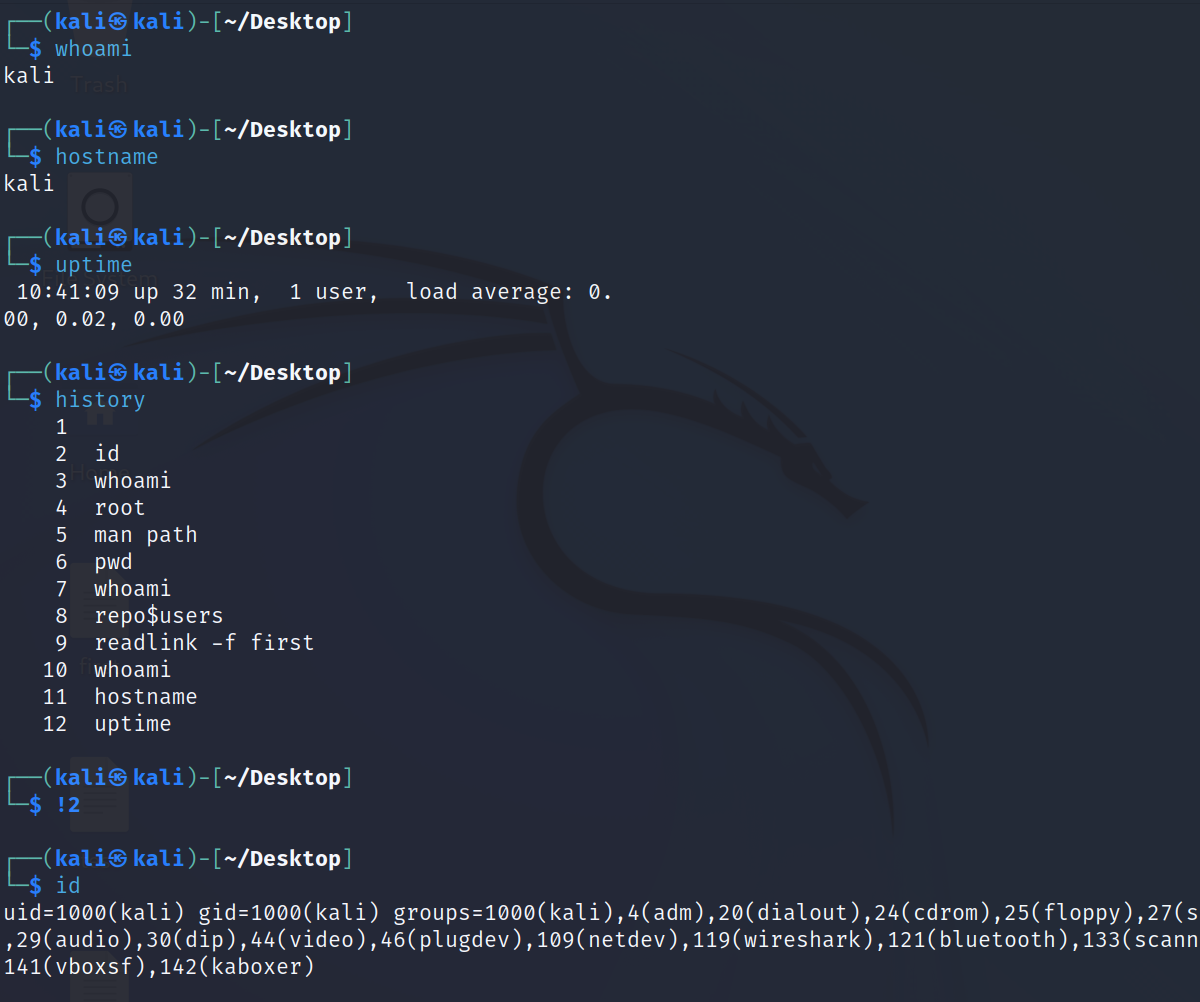 ┌──(kali㉿kali)-[~/Desktop]
└─$ whoami
kali
Trash
┌──(kali㉿kali)-[~/Desktop]
└─$ hostname
kali
┌──(kali㉿kali)-[~/Desktop]
└─$ uptime
 10:41:09 up 32 min,  1 user,  load average: 0.
00, 0.02, 0.00
┌──(kali㉿kali)-[~/Desktop]
└─$ history
    1
    2  id
    3  whoami
Home
    4  root
    5  man path
    6  pwd
    7  whoami
    8  repo$users
    9  readlink -f first
   10  whoami
   11  hostname
   12  uptime
┌──(kali㉿kali)-[~/Desktop]
└─$ !2
┌──(kali㉿kali)-[~/Desktop]
└─$ id
uid=1000(kali) gid=1000(kali) groups=1000(kali),4(adm),20(dialout),24(cdrom),25(floppy),27(s
,29(audio),30(dip),44(video),46(plugdev),109(netdev),119(wireshark),121(bluetooth),133(scann
141(vboxsf),142(kaboxer)